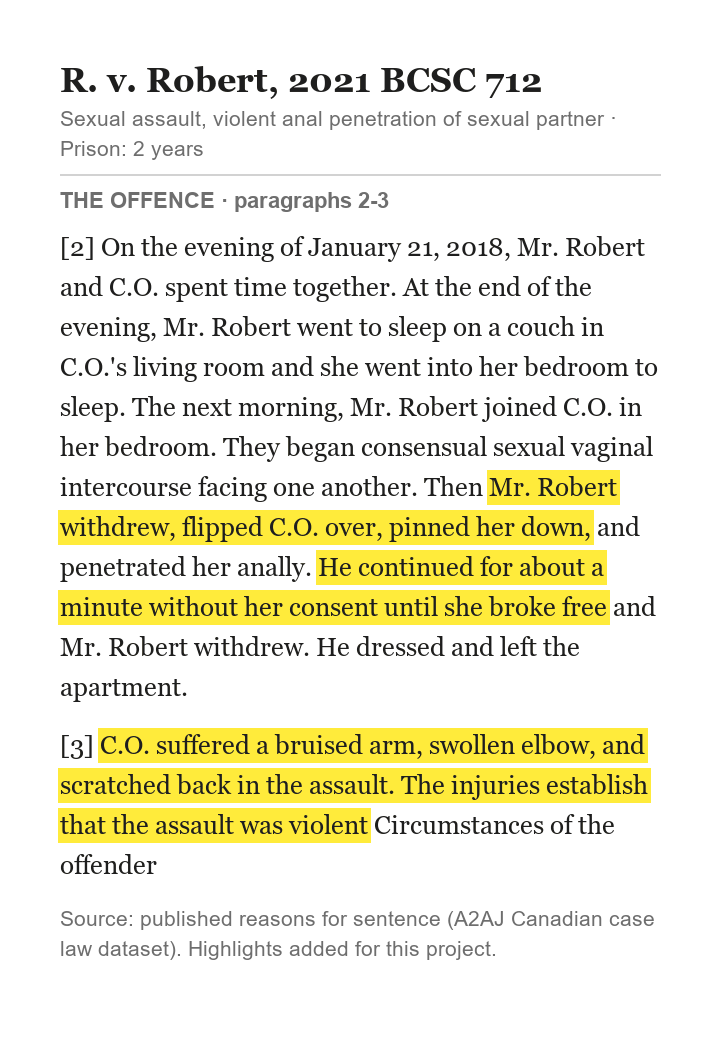 R. v. Robert, 2021 BCSC 712
Sexual assault, violent anal penetration of sexual partner ·
Prison: 2 years
THE OFFENCE · paragraphs 2-3
[2] On the evening of January 21, 2018, Mr. Robert
and C.O. spent time together. At the end of the
evening, Mr. Robert went to sleep on a couch in
C.O.'s living room and she went into her bedroom to
sleep. The next morning, Mr. Robert joined C.O. in
her bedroom. They began consensual sexual vaginal
intercourse facing one another. Then Mr. Robert
withdrew, flipped C.O. over, pinned her down, and
penetrated her anally. He continued for about a
minute without her consent until she broke free and
Mr. Robert withdrew. He dressed and left the
apartment.
[3] C.O. suffered a bruised arm, swollen elbow, and
scratched back in the assault. The injuries establish
that the assault was violent Circumstances of the
offender
Source: published reasons for sentence (A2AJ Canadian case
law dataset). Highlights added for this project.